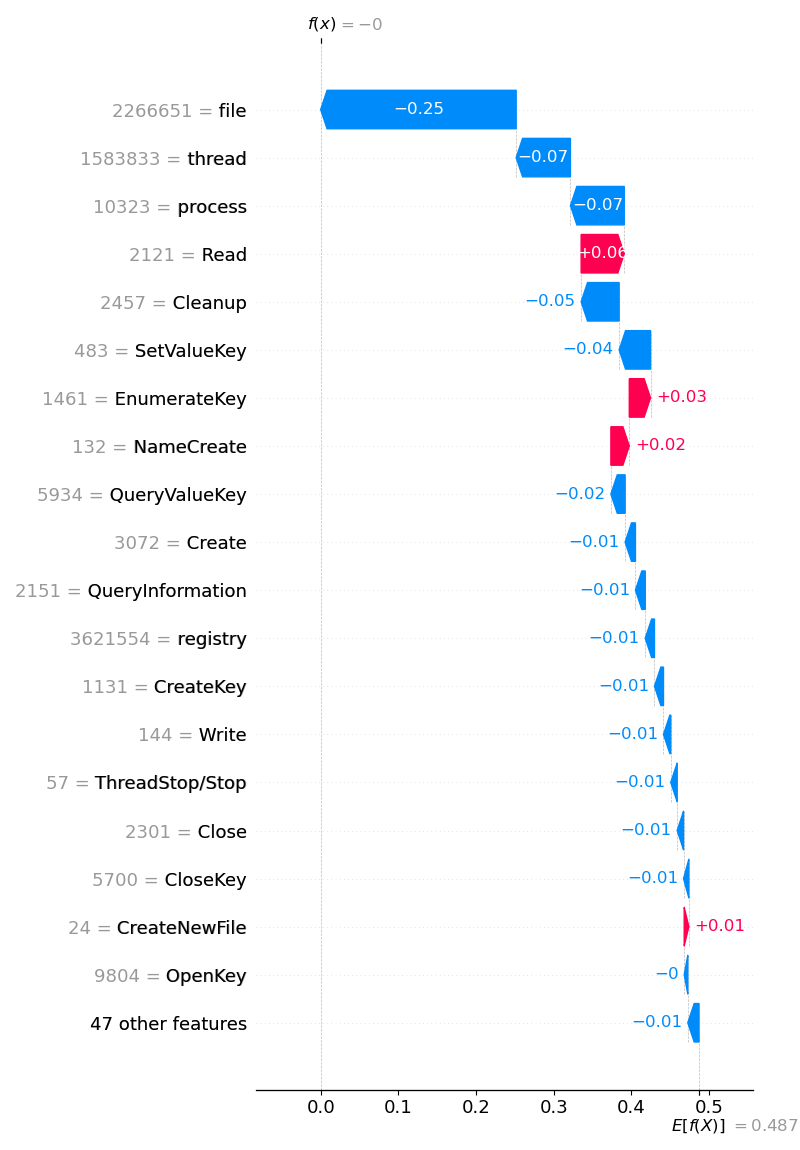 f(x) = −0
2266651 = file −0.25
1583833 = thread −0.07
10323 = process −0.07
2121 = Read +0.06
2457 = Cleanup −0.05
483 = SetValueKey −0.04
1461 = EnumerateKey +0.03
132 = NameCreate +0.02
5934 = QueryValueKey −0.02
3072 = Create −0.01
2151 = QueryInformation −0.01
3621554 = registry −0.01
1131 = CreateKey −0.01
144 = Write −0.01
57 = ThreadStop/Stop −0.01
2301 = Close −0.01
5700 = CloseKey −0.01
24 = CreateNewFile +0.01
9804 = OpenKey −0
47 other features −0.01
0.0 0.1 0.2 0.3 0.4 0.5
E[f(X)] = 0.487